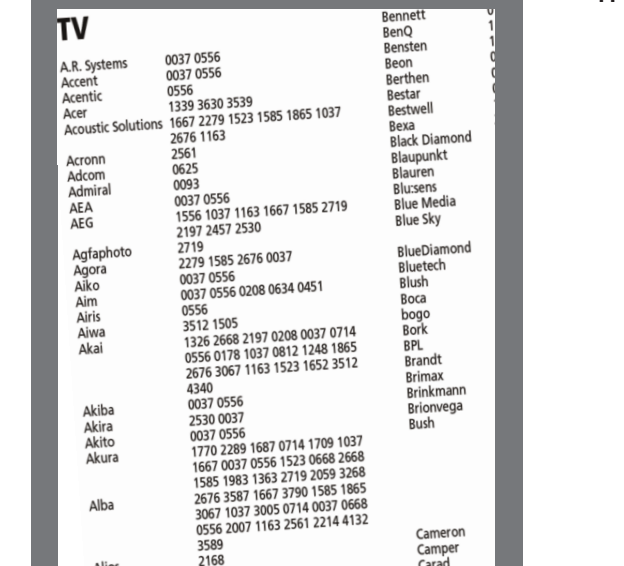 TV
A.R. Systems 0037 0556
Accent 0037 0556
Acentic 0556
Acer 1339 3630 3539
Acoustic Solutions 1667 2279 1523 1585 1865 1037
2676 1163
Acronn 2561
Adcom 0625
Admiral 0093
AEA 0037 0556
AEG 1556 1037 1163 1667 1585 2719
2197 2457 2530
Agfaphoto 2719
Agora 2279 1585 2676 0037
Aiko 0037 0556
Aim 0037 0556 0208 0634 0451
Airis 0556
Aiwa 3512 1505
Akai 1326 2668 2197 0208 0037 0714
0556 0178 1037 0812 1248 1865
2676 3067 1163 1523 1652 3512
4340
Akiba 0037 0556
Akira 2530 0037
Akito 0037 0556
Akura 1770 2289 1687 0714 1709 1037
1667 0037 0556 1523 0668 2668
1585 1983 1363 2719 2059 3268
Alba 2676 3587 1667 3790 1585 1865
3067 1037 3005 0714 0037 0668
0556 2007 1163 2561 2214 4132
3589
2168
Bennett
BenQ
Bensten
Beon
Berthen
Bestar
Bestwell
Bexa
Black Diamond
Blaupunkt
Blauren
Blu:sens
Blue Media
Blue Sky
BlueDiamond
Bluetech
Blush
Boca
bogo
Bork
BPL
Brandt
Brimax
Brinkmann
Brionvega
Bush
Cameron
Camper
Carad